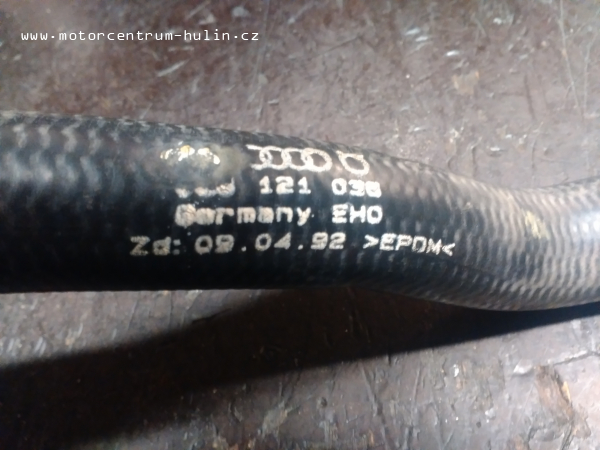 www.motorcentrum-hulin.cz
121 036
Germany EHO
Zd: 09.04.92 >EPDM<